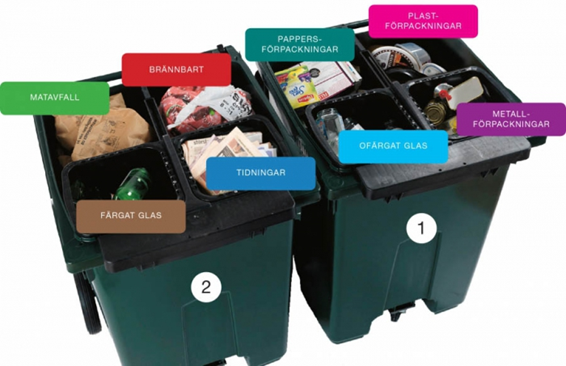 PLAST-
FÖRPACKNINGAR
PAPPERS-
FÖRPACKNINGAR
BRÄNNBART
MATAVFALL
METALL-
FÖRPACKNINGAR
OFÄRGAT GLAS
TIDNINGAR
FÄRGAT GLAS
1
2